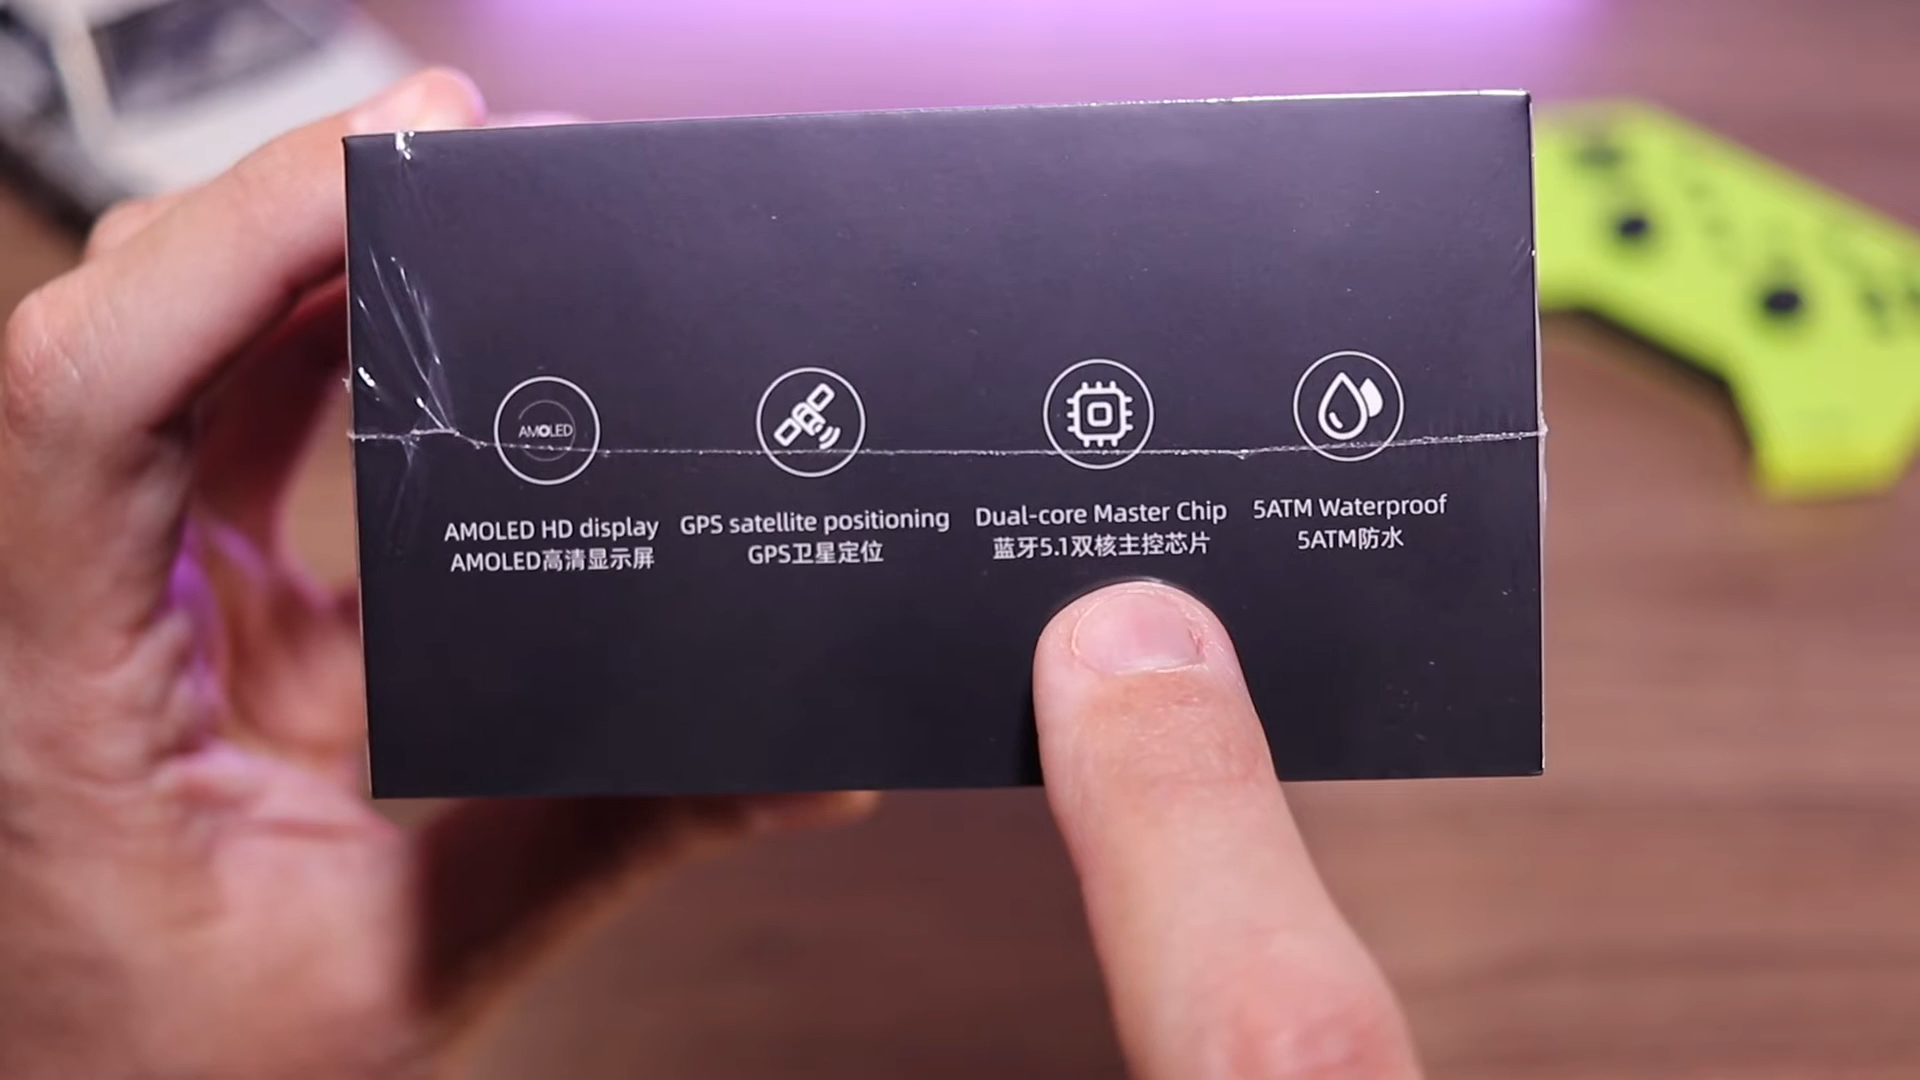 AMOLED
AMOLED HD display
AMOLED高清显示屏
GPS satellite positioning
GPS卫星定位
Dual-core Master Chip
蓝牙5.1双核主控芯片
5ATM Waterproof
5ATM防水